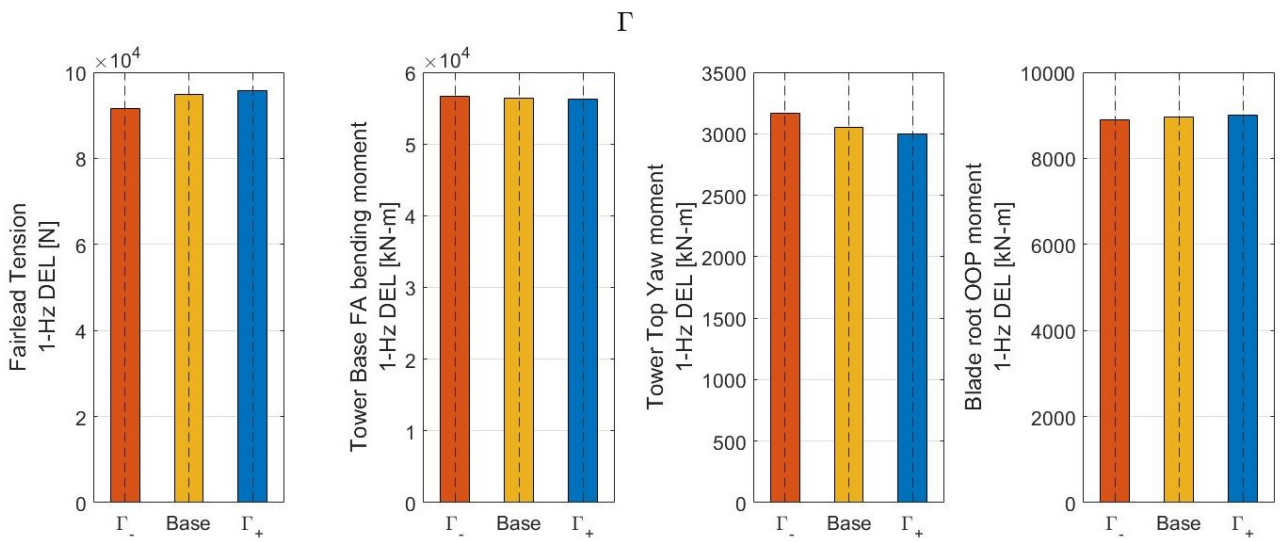 Γ
×10⁴
10
8
6
4
2
0
Fairlead Tension
1-Hz DEL [N]
Γ₋ Base Γ₊
×10⁴
6
5
4
3
2
1
0
Tower Base FA bending moment
1-Hz DEL [kN-m]
Γ₋ Base Γ₊
3500
3000
2500
2000
1500
1000
500
0
Tower Top Yaw moment
1-Hz DEL [kN-m]
Γ₋ Base Γ₊
10000
8000
6000
4000
2000
0
Blade root OOP moment
1-Hz DEL [kN-m]
Γ₋ Base Γ₊